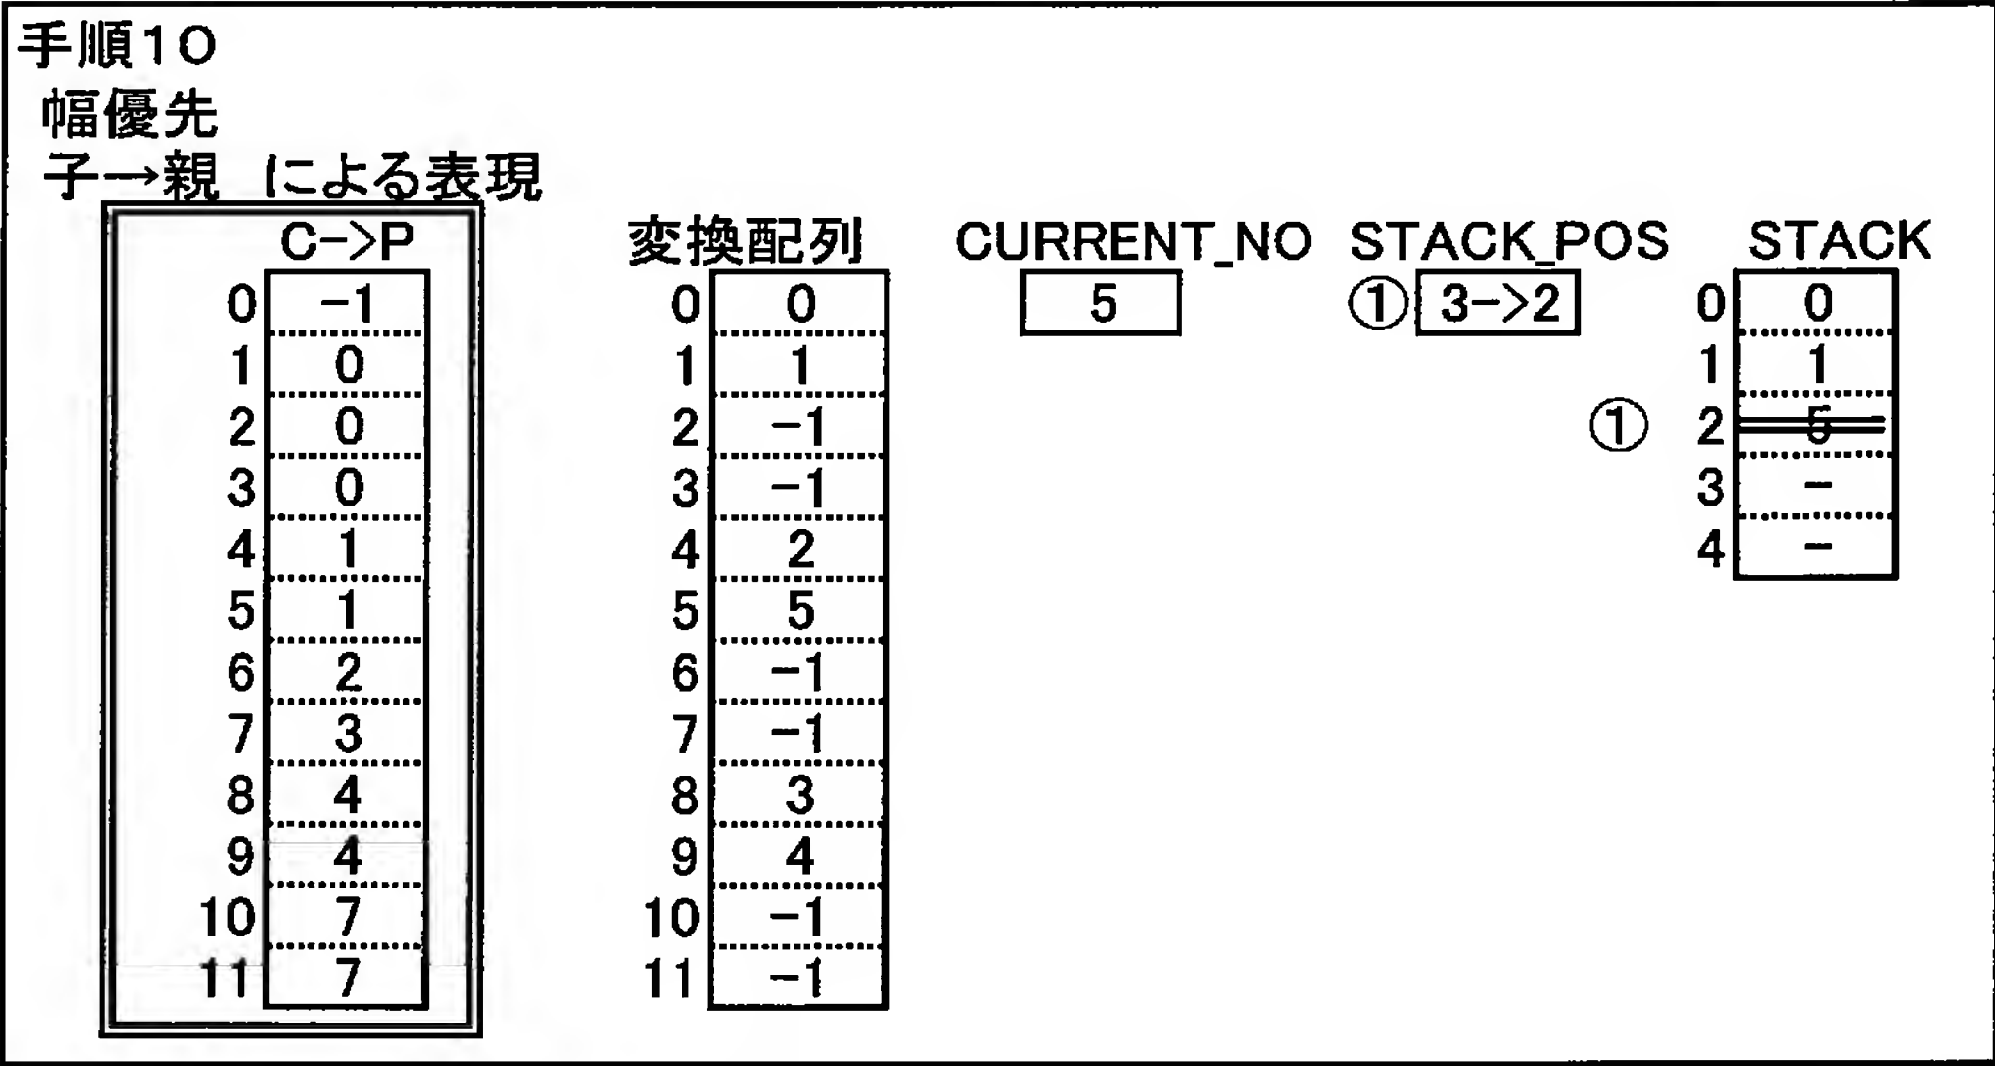 手順10
幅優先
子→親 による表現
C->P 変換配列 CURRENT_NO STACK_POS STACK
0 -1 0 0 5 ① 3->2 0 0
1 0 1 1 1 1
2 0 2 -1 ① 2 5
3 0 3 -1 3 -
4 1 4 2 4 -
5 1 5 5
6 2 6 -1
7 3 7 -1
8 4 8 3
9 4 9 4
10 7 10 -1
11 7 11 -1